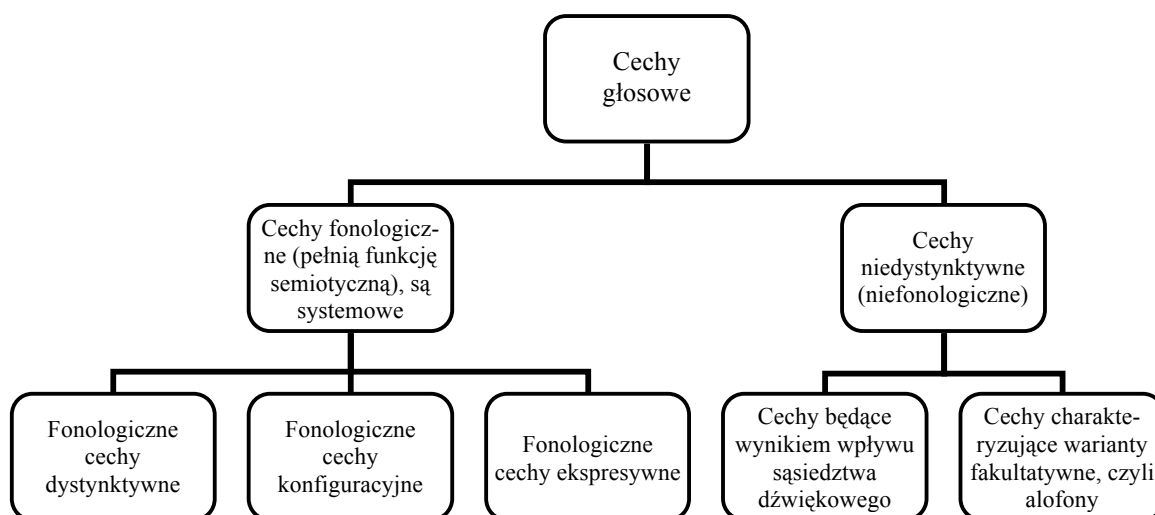 Cechy
głosowe
Cechy fonologicz-
ne (pełnią funkcję
semiotyczną), są
systemowe
Cechy
niedystynktywne
(niefonologiczne)
Fonologiczne
cechy
dystynktywne
Fonologiczne
cechy
konfiguracyjne
Fonologiczne
cechy ekspresywne
Cechy będące
wynikiem wpływu
sąsiedztwa
dźwiękowego
Cechy charakte-
ryzujące warianty
fakultatywne, czyli
alofony